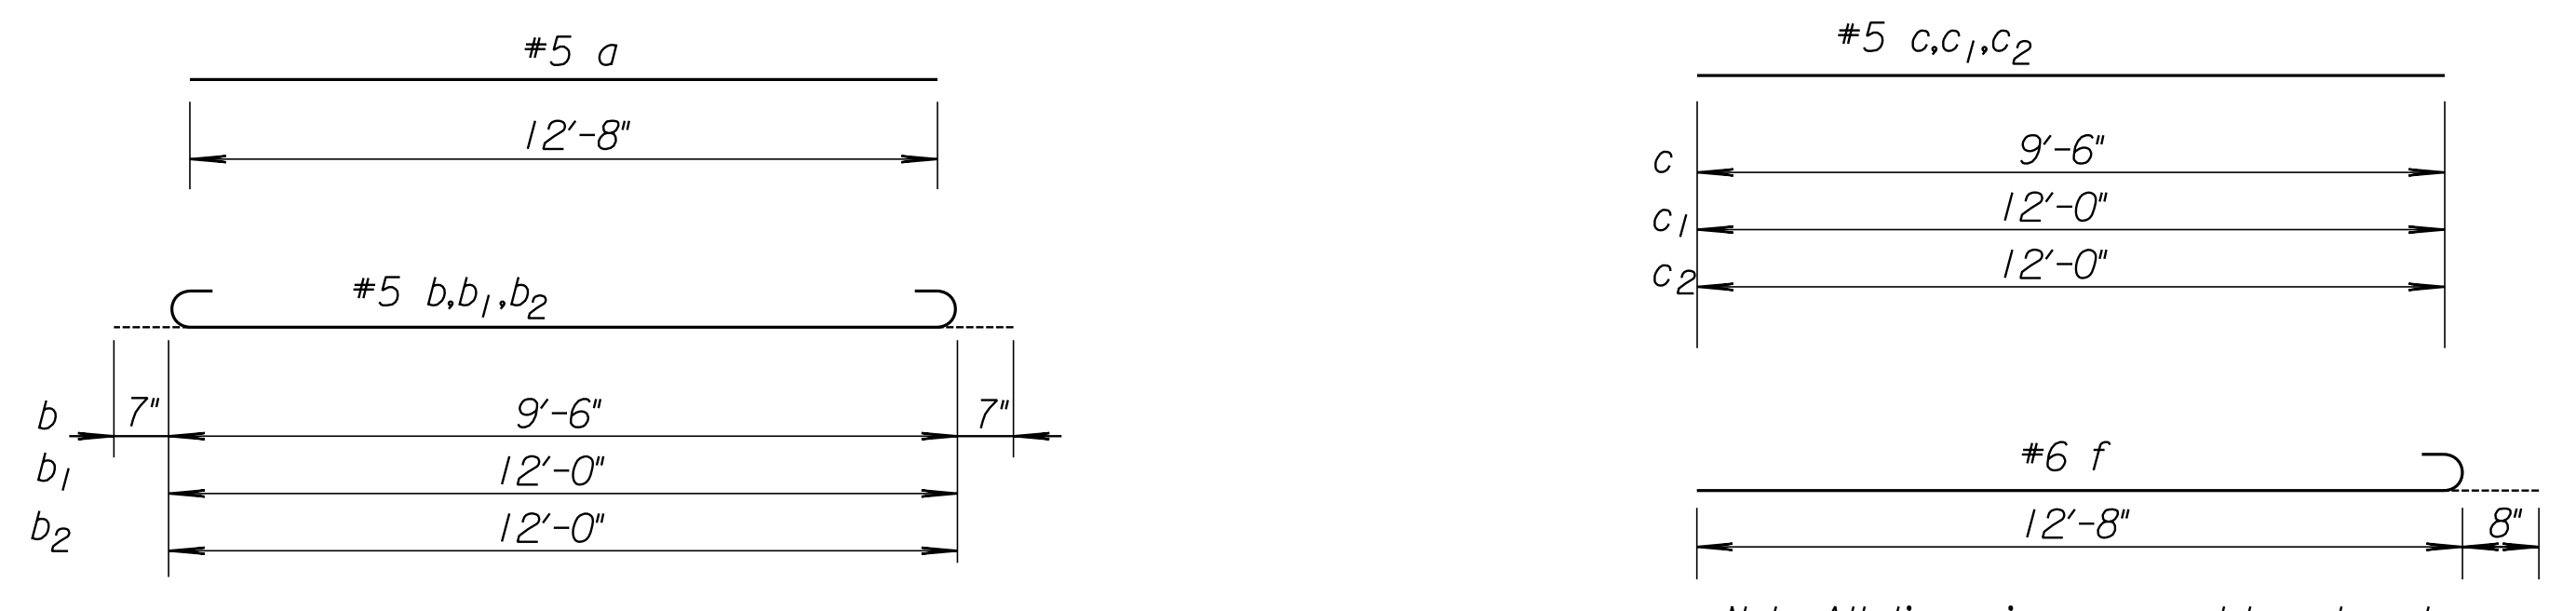 #5 a
12'-8"
#5 b,b1,b2
b 7" 9'-6" 7"
b1 12'-0"
b2 12'-0"
#5 c,c1,c2
c 9'-6"
c1 12'-0"
c2 12'-0"
#6 f
12'-8" 8"